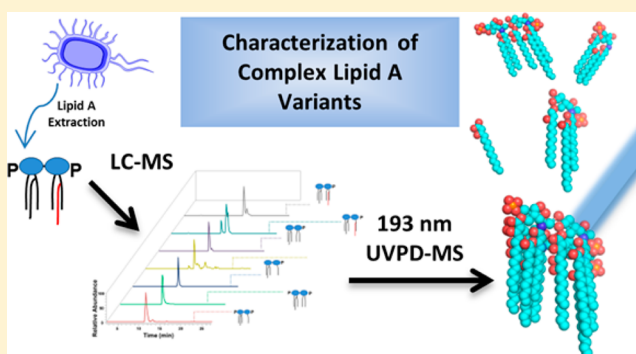 Characterization of
Complex Lipid A
Variants
Lipid A
Extraction
P
P
LC-MS
193 nm
UVPD-MS
Relative Abundance
Time (min)